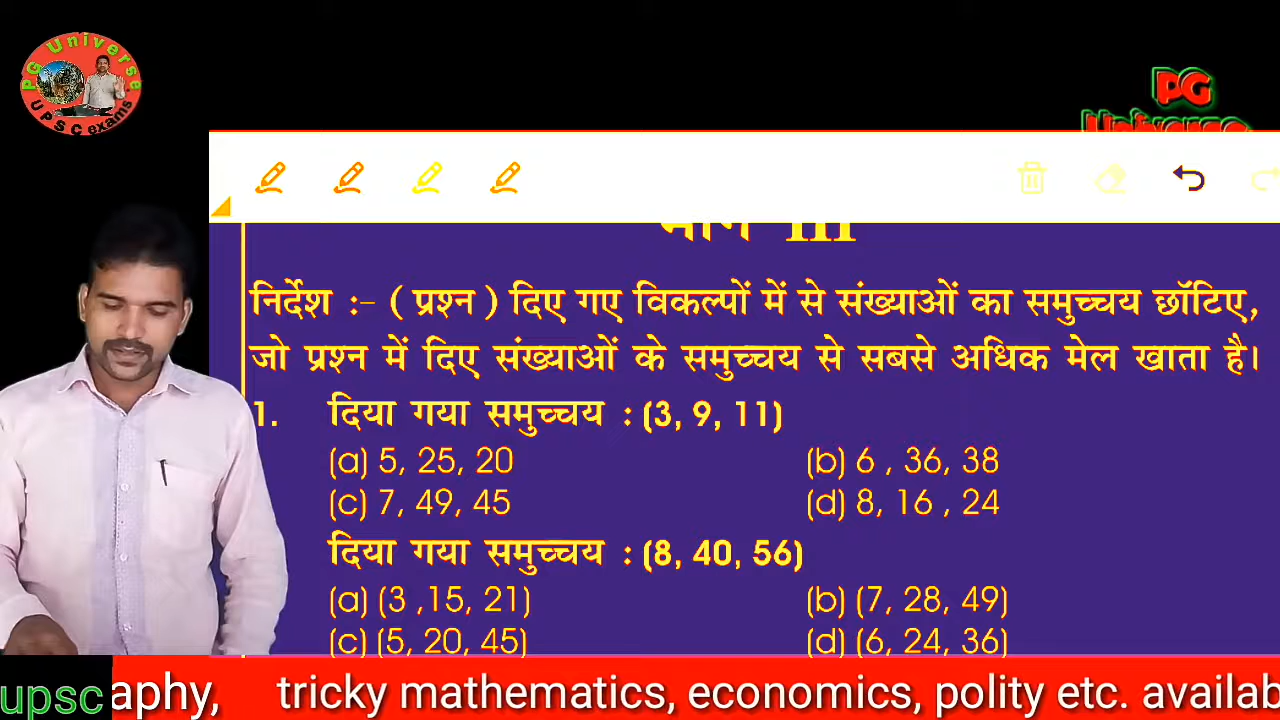 PG Universe
UPSC exams
PG
Universe
भाग III
निर्देश :- ( प्रश्न ) दिए गए विकल्पों में से संख्याओं का समुच्चय छाँटिए,
जो प्रश्न में दिए संख्याओं के समुच्चय से सबसे अधिक मेल खाता है।
1. दिया गया समुच्चय : (3, 9, 11)
(a) 5, 25, 20 (b) 6 , 36, 38
(c) 7, 49, 45 (d) 8, 16 , 24
दिया गया समुच्चय : (8, 40, 56)
(a) (3 ,15, 21) (b) (7, 28, 49)
(c) (5, 20, 45) (d) (6, 24, 36)
upsc aphy, tricky mathematics, economics, polity etc. availab